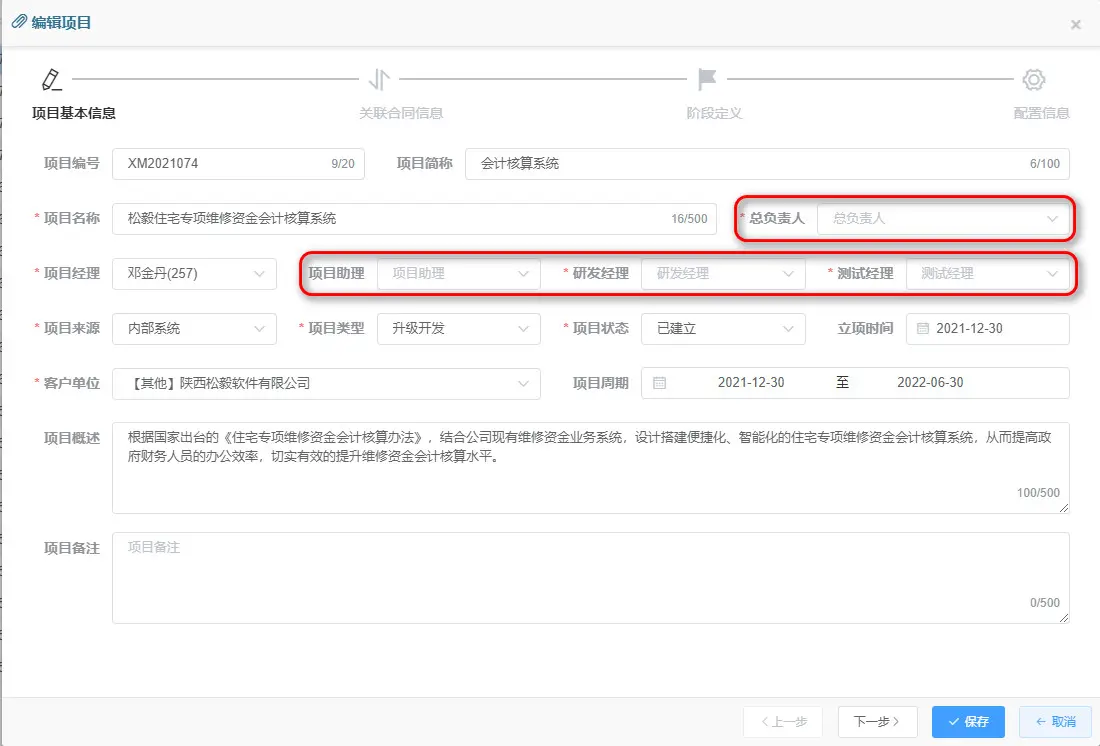 编辑项目
项目基本信息 关联合同信息 阶段定义 配置信息
项目编号 XM2021074 9/20 项目简称 会计核算系统 6/100
* 项目名称 松毅住宅专项维修资金会计核算系统 16/500 * 总负责人 总负责人
* 项目经理 邓金丹(257) 项目助理 项目助理 * 研发经理 研发经理 * 测试经理 测试经理
* 项目来源 内部系统 * 项目类型 升级开发 * 项目状态 已建立 立项时间 2021-12-30
* 客户单位 【其他】陕西松毅软件有限公司 项目周期 2021-12-30 至 2022-06-30
项目概述 根据国家出台的《住宅专项维修资金会计核算办法》，结合公司现有维修资金业务系统，设计搭建便捷化、智能化的住宅专项维修资金会计核算系统，从而提高政
府财务人员的办公效率，切实有效的提升维修资金会计核算水平。
100/500
项目备注 项目备注
0/500
上一步 下一步 保存 取消